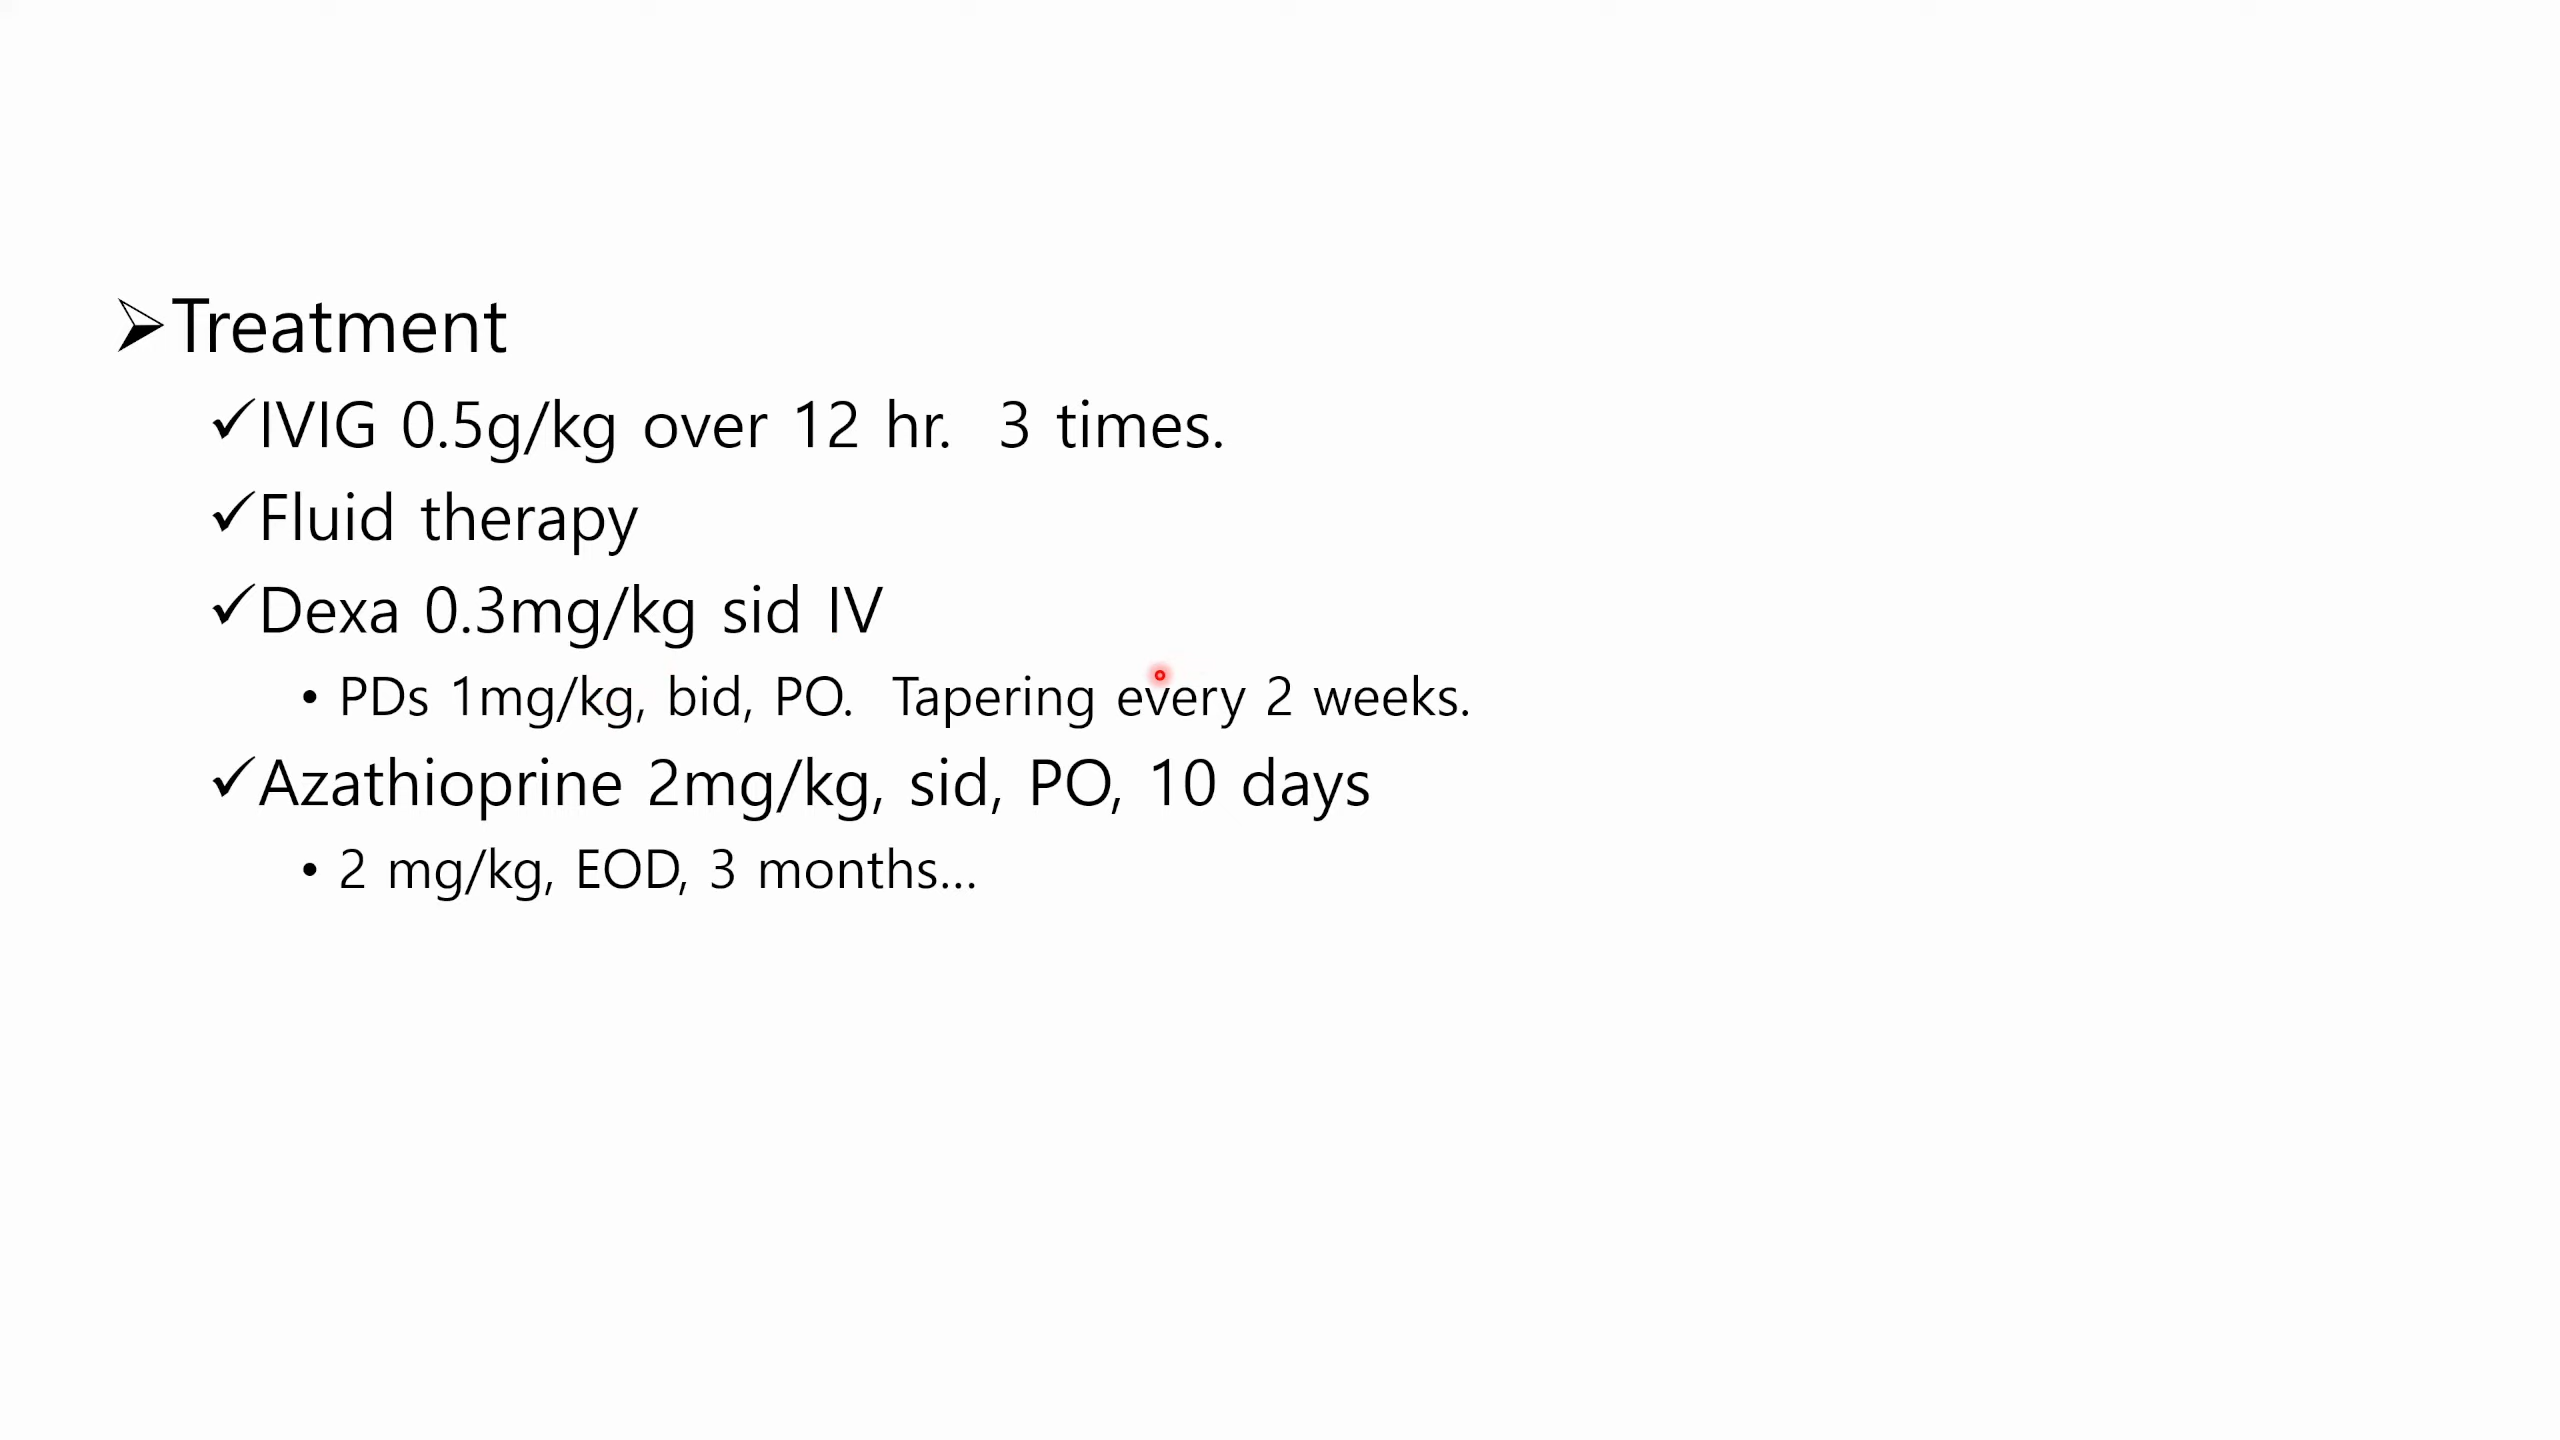 Treatment
IVIG 0.5g/kg over 12 hr.  3 times.
Fluid therapy
Dexa 0.3mg/kg sid IV
PDs 1mg/kg, bid, PO.  Tapering every 2 weeks.
Azathioprine 2mg/kg, sid, PO, 10 days
2 mg/kg, EOD, 3 months...